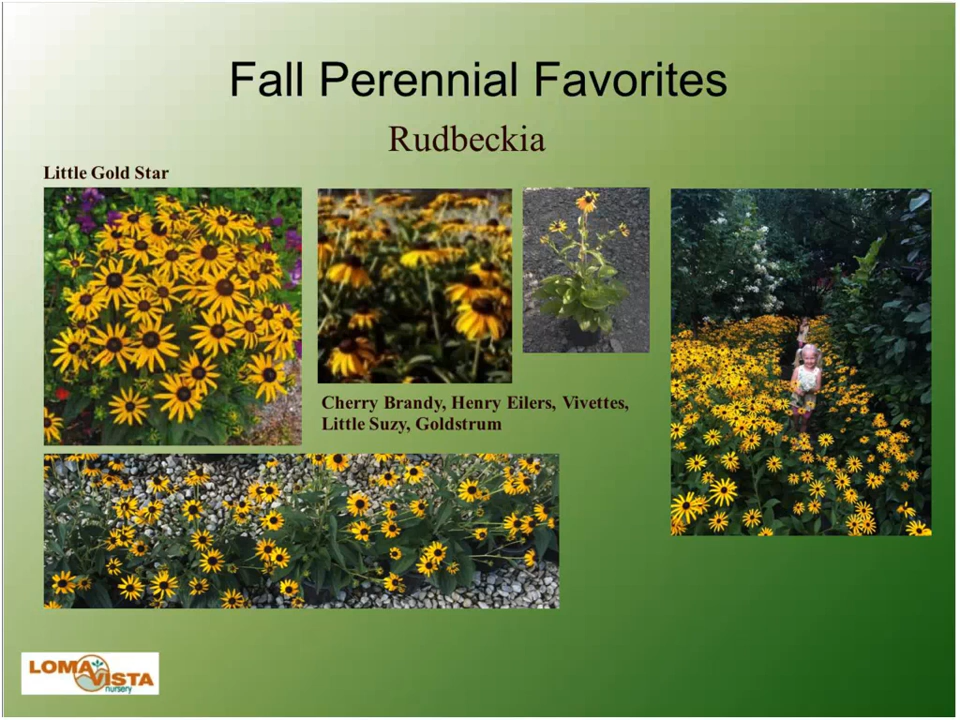 Fall Perennial Favorites
Rudbeckia
Little Gold Star
Cherry Brandy, Henry Eilers, Vivettes,
Little Suzy, Goldstrum
LOMA VISTA
nursery